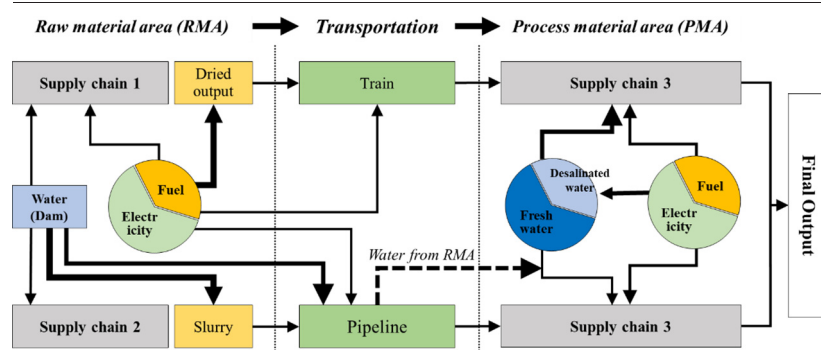 Raw material area (RMA)
Transportation
Process material area (PMA)
Supply chain 1
Dried
output
Train
Supply chain 3
Fuel
Electr
icity
Water
(Dam)
Desalinated
water
Fresh
water
Fuel
Electr
icity
Final Output
Water from RMA
Supply chain 2
Slurry
Pipeline
Supply chain 3